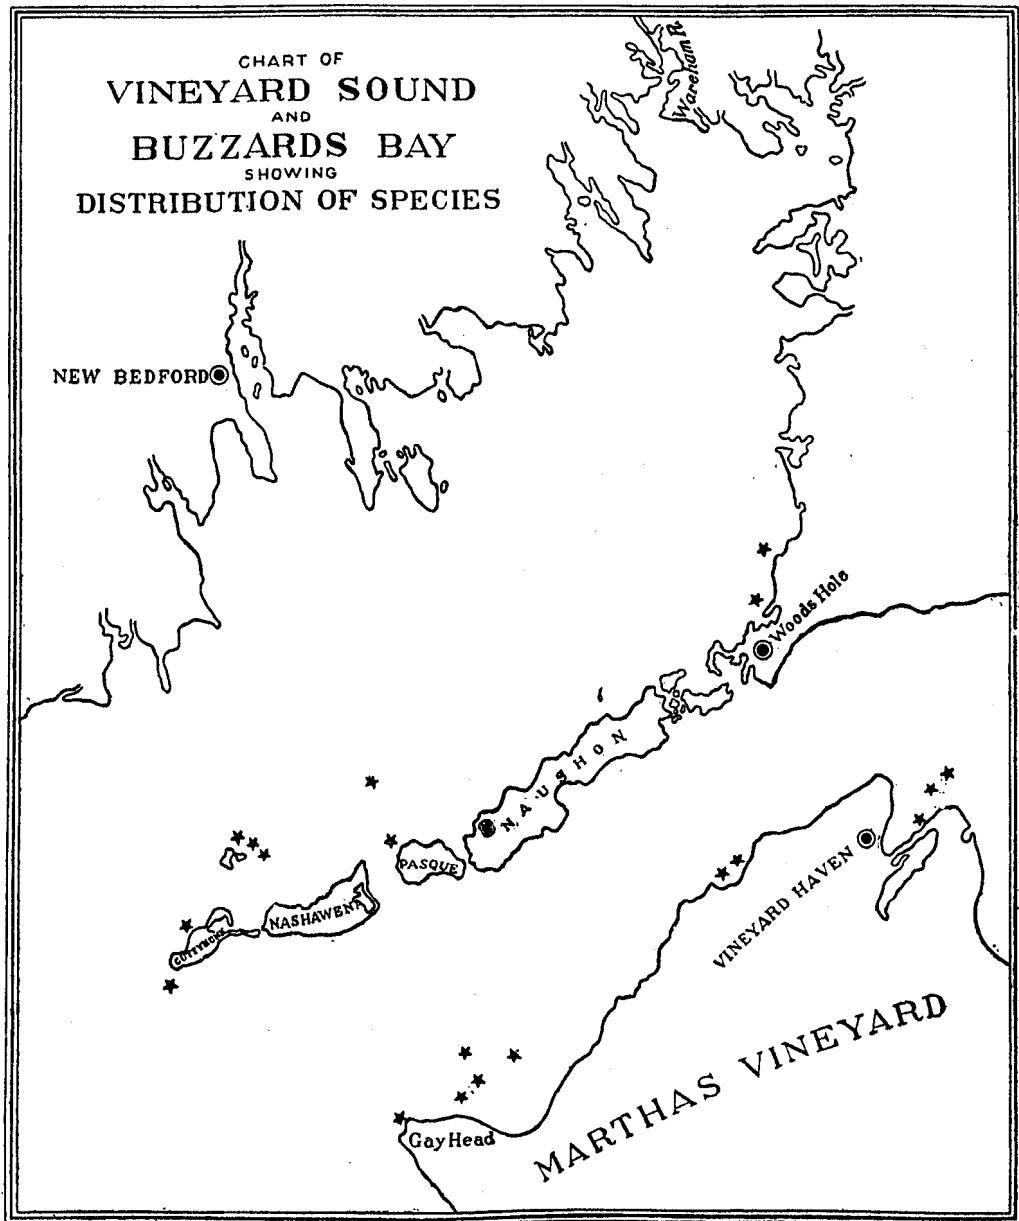 CHART OF
VINEYARD SOUND
AND
BUZZARDS BAY
SHOWING
DISTRIBUTION OF SPECIES
Wareham R.
NEW BEDFORD
Woods Hole
NAUSHON
PASQUE
NASHAWENA
CUTTYHUNK
VINEYARD HAVEN
MARTHAS VINEYARD
Gay Head